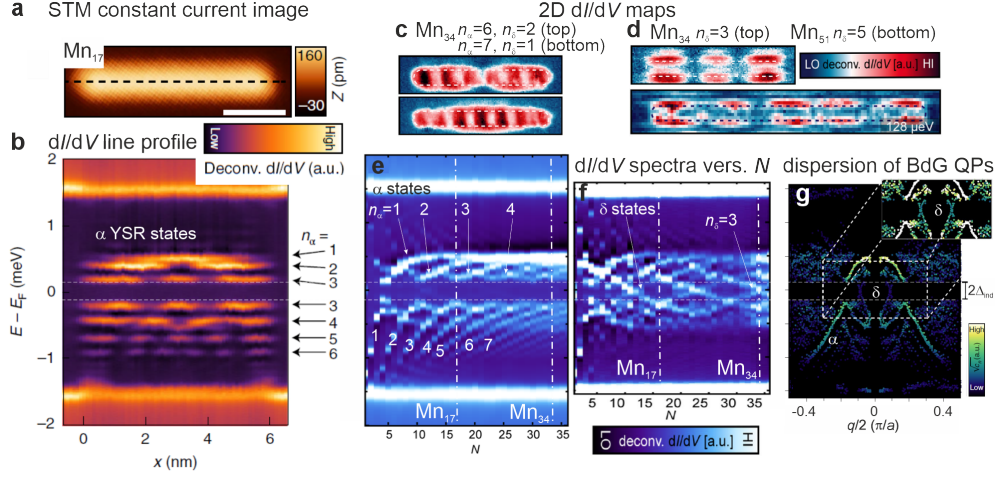 a STM constant current image
Mn17
160
−30
Z (pm)
b dI/dV line profile
Low
High
Deconv. dI/dV (a.u.)
2
1
0
−1
−2
E − EF (meV)
α YSR states
nα =
1
2
3
3
4
5
6
0 2 4 6
x (nm)
2D dI/dV maps
c Mn34 nα=6, nδ=2 (top)
nα=7, nδ=1 (bottom)
d Mn34 nδ=3 (top) Mn51 nδ=5 (bottom)
LO deconv. dI/dV [a.u.] HI
128 µeV
dI/dV spectra vers. N
e
α states
nα=1 2 3 4
1 2 3 4 5 6 7
Mn17 Mn34
5 10 15 20 25 30 35
N
f
δ states
nδ=3
Mn17 Mn34
5 10 15 20 25 30 35
N
LO deconv. dI/dV [a.u.] HI
dispersion of BdG QPs
g
δ
δ
α
2Δind
High
Low
-0.4 0 0.4
q/2 (π/a)